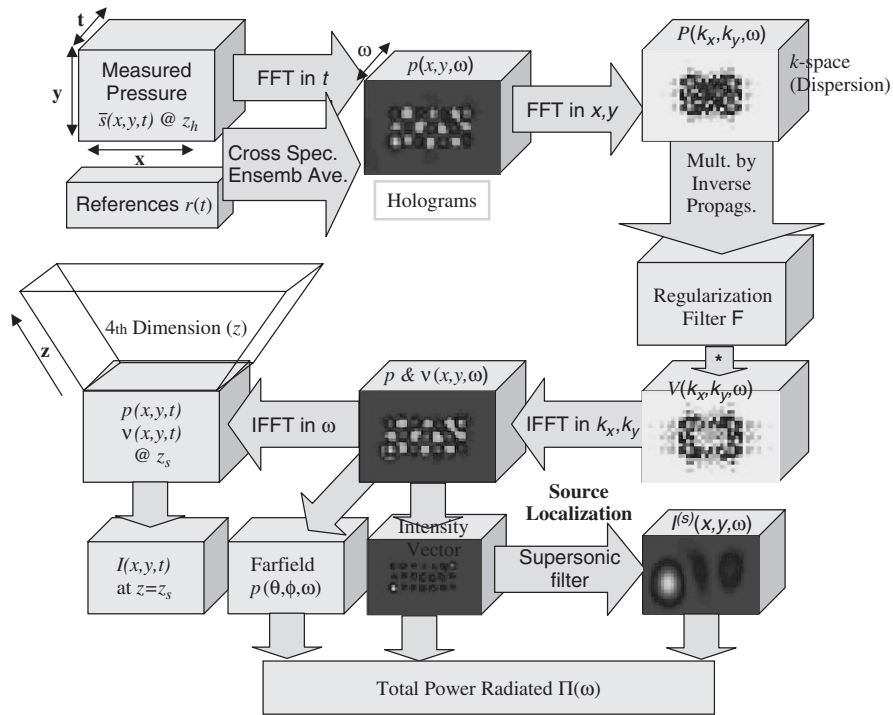 t
Measured
Pressure
s̅(x,y,t) @ z_h
y
x
References r(t)
FFT in t
Cross Spec.
Ensemb Ave.
ω
p(x,y,ω)
Holograms
FFT in x,y
P(k_x,k_y,ω)
k-space
(Dispersion)
Mult. by
Inverse
Propags.
Regularization
Filter F
*
V(k_x,k_y,ω)
IFFT in k_x,k_y
p & v(x,y,ω)
IFFT in ω
4th Dimension (z)
z
p(x,y,t)
v(x,y,t)
@ z_s
I(x,y,t)
at z=z_s
Farfield
p(θ,ϕ,ω)
Intensity
Vector
Source
Localization
Supersonic
filter
I^(s)(x,y,ω)
Total Power Radiated Π(ω)